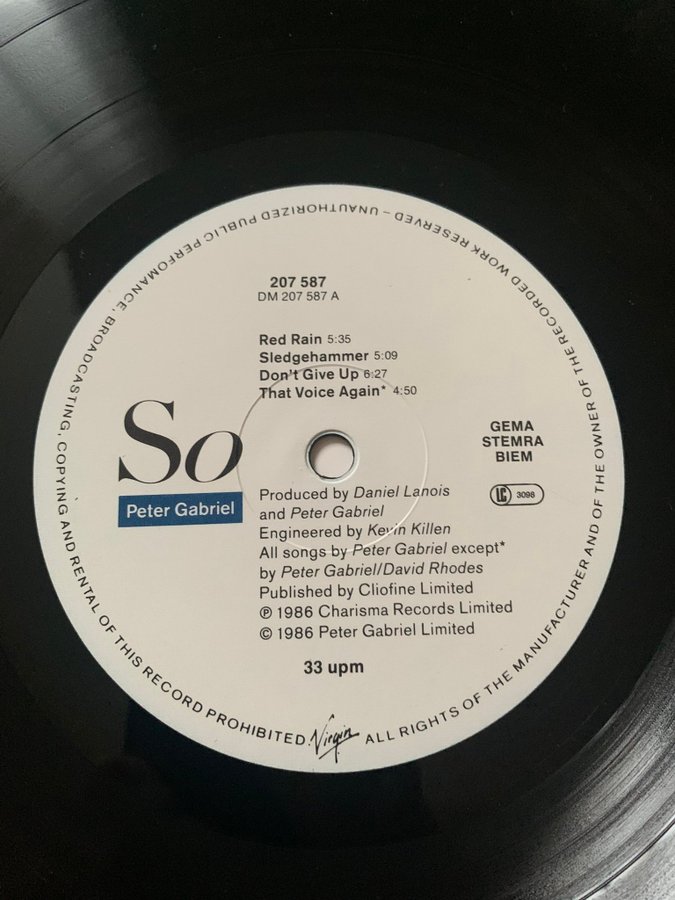 207 587
DM 207 587 A
Red Rain 5:35
Sledgehammer 5:09
Don't Give Up 6:27
That Voice Again* 4:50
So
Peter Gabriel
GEMA
STEMRA
BIEM
LC 3098
Produced by Daniel Lanois
and Peter Gabriel
Engineered by Kevin Killen
All songs by Peter Gabriel except*
by Peter Gabriel/David Rhodes
Published by Cliofine Limited
℗ 1986 Charisma Records Limited
© 1986 Peter Gabriel Limited
33 upm
ALL RIGHTS OF THE MANUFACTURER AND OF THE OWNER OF THE RECORDED WORK RESERVED – UNAUTHORIZED PUBLIC PERFOMANCE, BROADCASTING, COPYING AND RENTAL OF THIS RECORD PROHIBITED.
Virgin